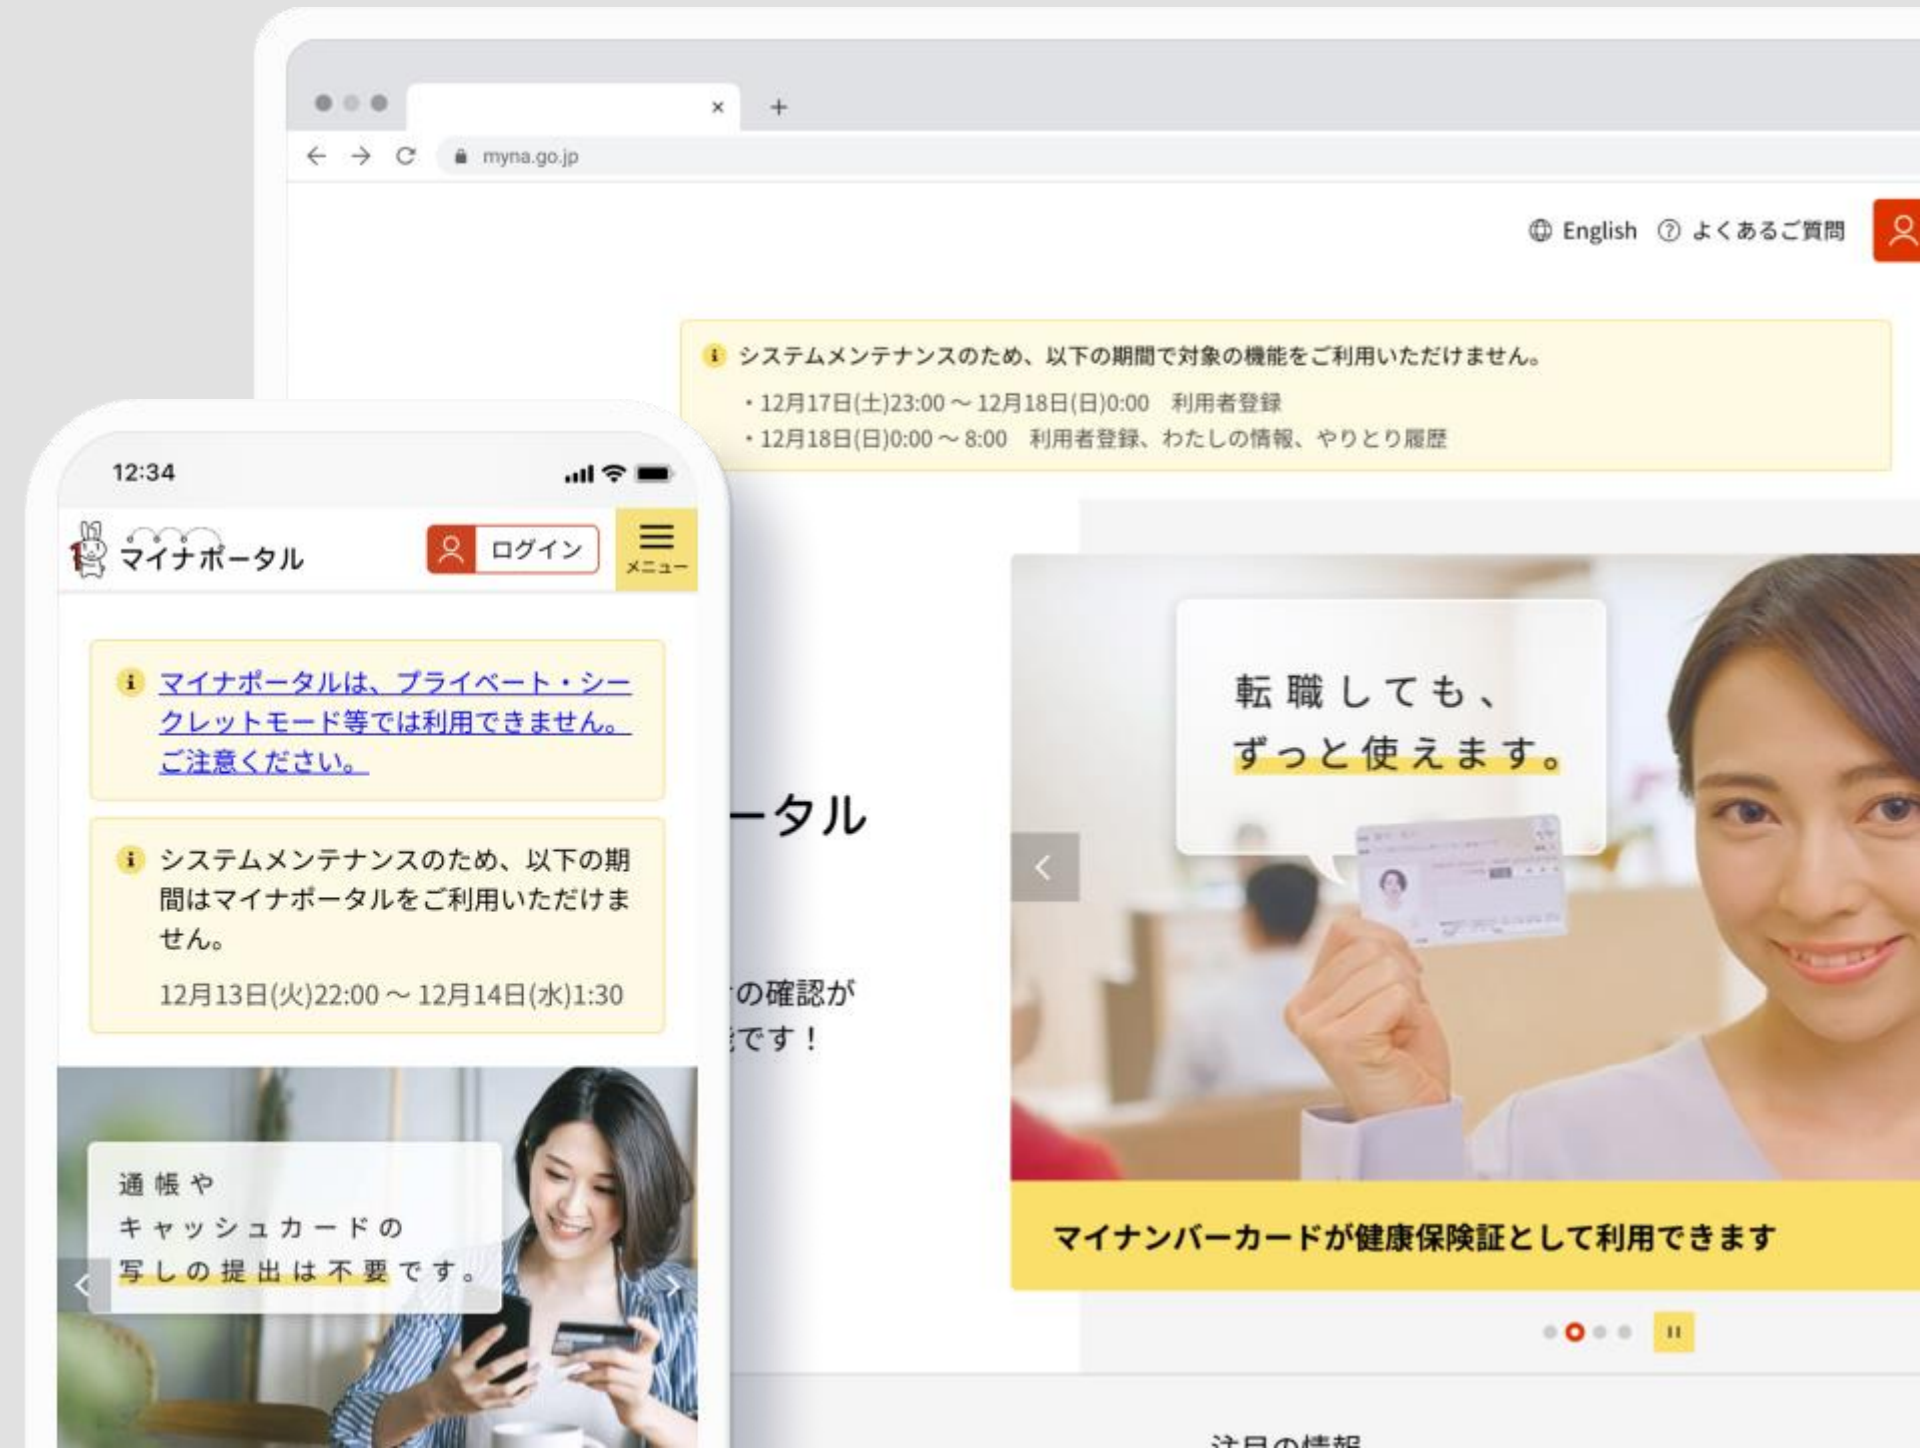 myna.go.jp
English よくあるご質問
システムメンテナンスのため、以下の期間で対象の機能をご利用いただけません。
・12月17日(土)23:00 ～ 12月18日(日)0:00 利用者登録
・12月18日(日)0:00 ～ 8:00 利用者登録、わたしの情報、やりとり履歴
ータル
の確認が
です！
転職しても、
ずっと使えます。
マイナンバーカードが健康保険証として利用できます
注目の情報
12:34
マイナポータル
ログイン
メニュー
マイナポータルは、プライベート・シー
クレットモード等では利用できません。
ご注意ください。
システムメンテナンスのため、以下の期
間はマイナポータルをご利用いただけま
せん。
12月13日(火)22:00 ～ 12月14日(水)1:30
通帳や
キャッシュカードの
写しの提出は不要です。